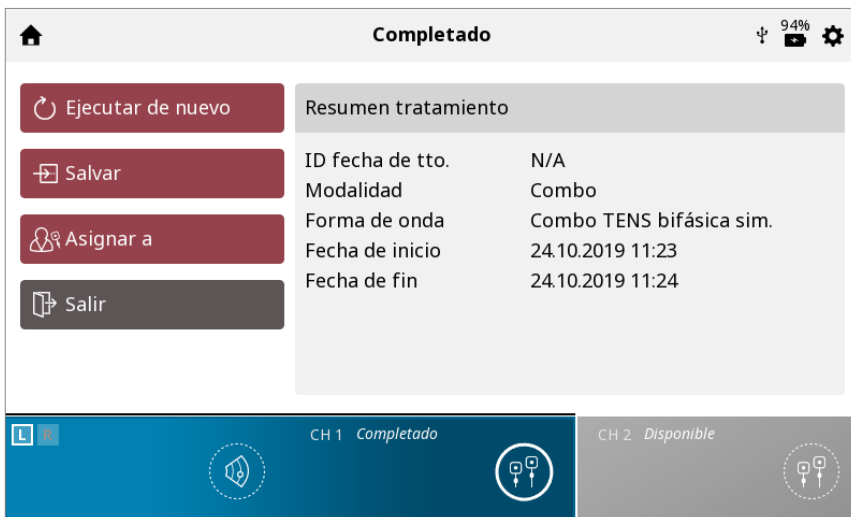 Completado
94%
Ejecutar de nuevo
Salvar
Asignar a
Salir
Resumen tratamiento
ID fecha de tto. N/A
Modalidad Combo
Forma de onda Combo TENS bifásica sim.
Fecha de inicio 24.10.2019 11:23
Fecha de fin 24.10.2019 11:24
L R
CH 1 Completado
CH 2 Disponible